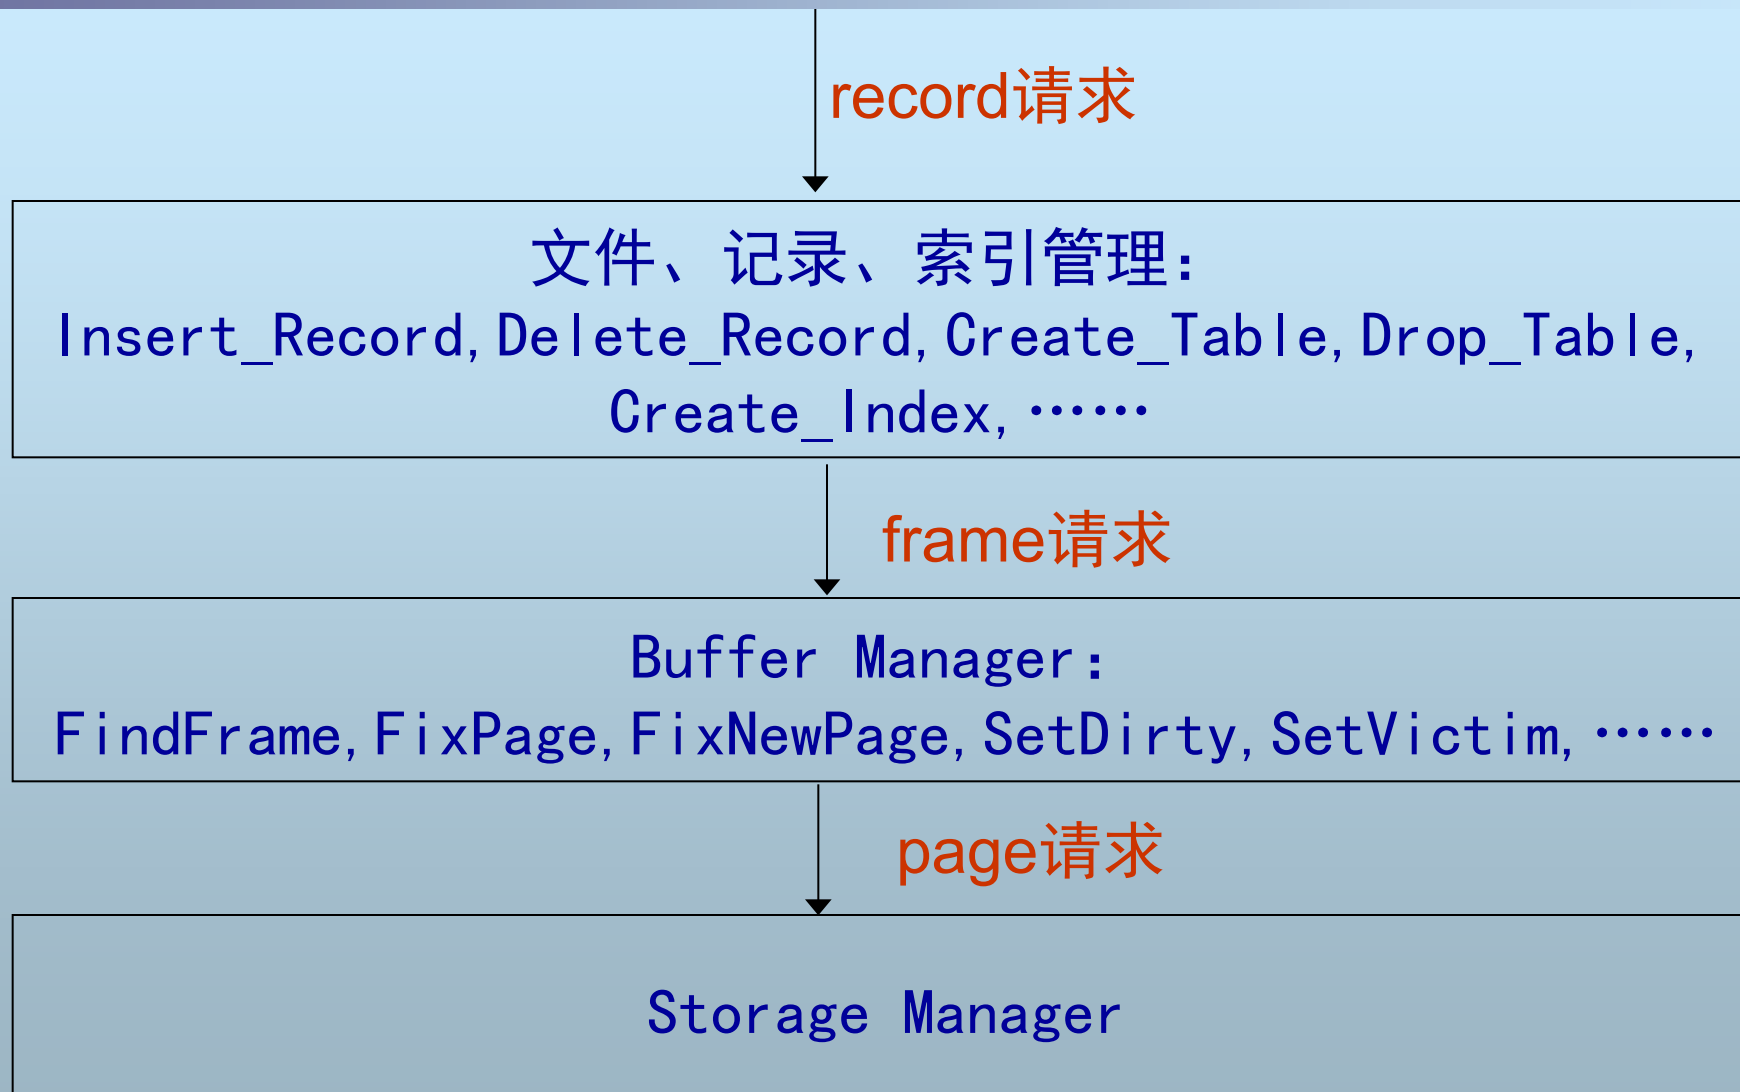 record请求
文件、记录、索引管理：
Insert_Record,Delete_Record,Create_Table,Drop_Table,
Create_Index,……
frame请求
Buffer Manager：
FindFrame,FixPage,FixNewPage,SetDirty,SetVictim,……
page请求
Storage Manager